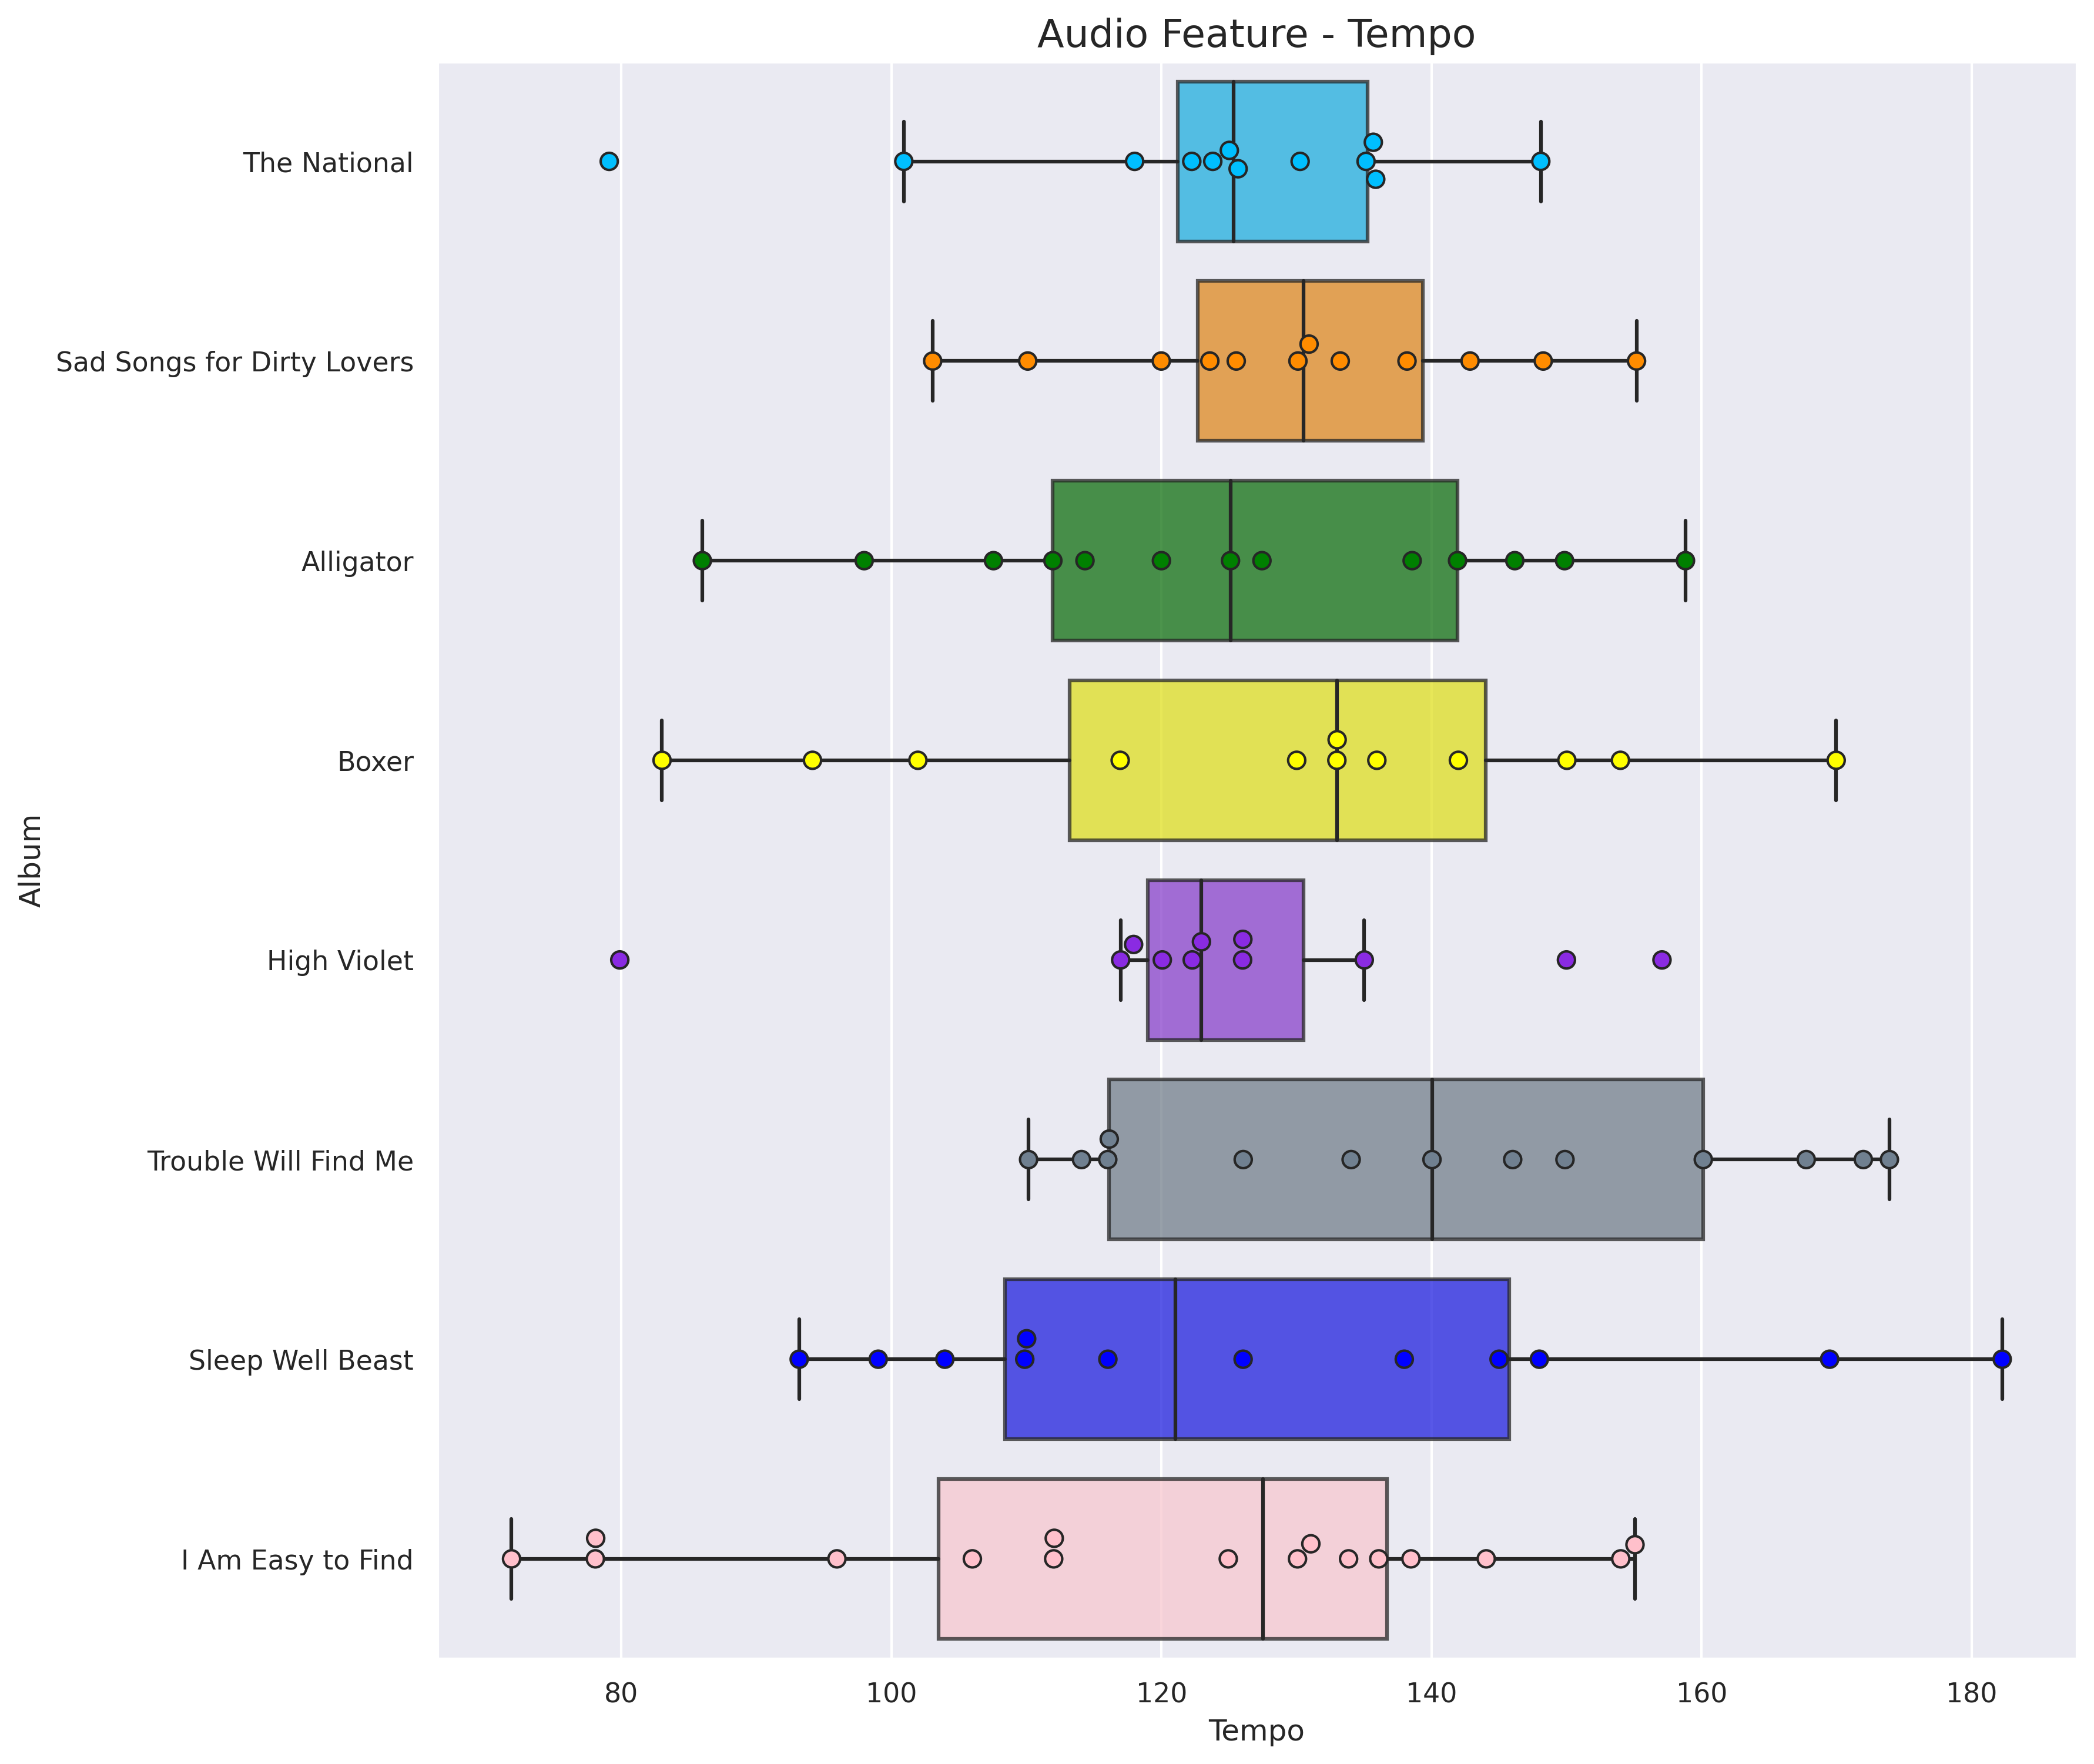 Audio Feature - Tempo
The National
Sad Songs for Dirty Lovers
Alligator
Boxer
High Violet
Trouble Will Find Me
Sleep Well Beast
I Am Easy to Find
Album
80 100 120 140 160 180
Tempo